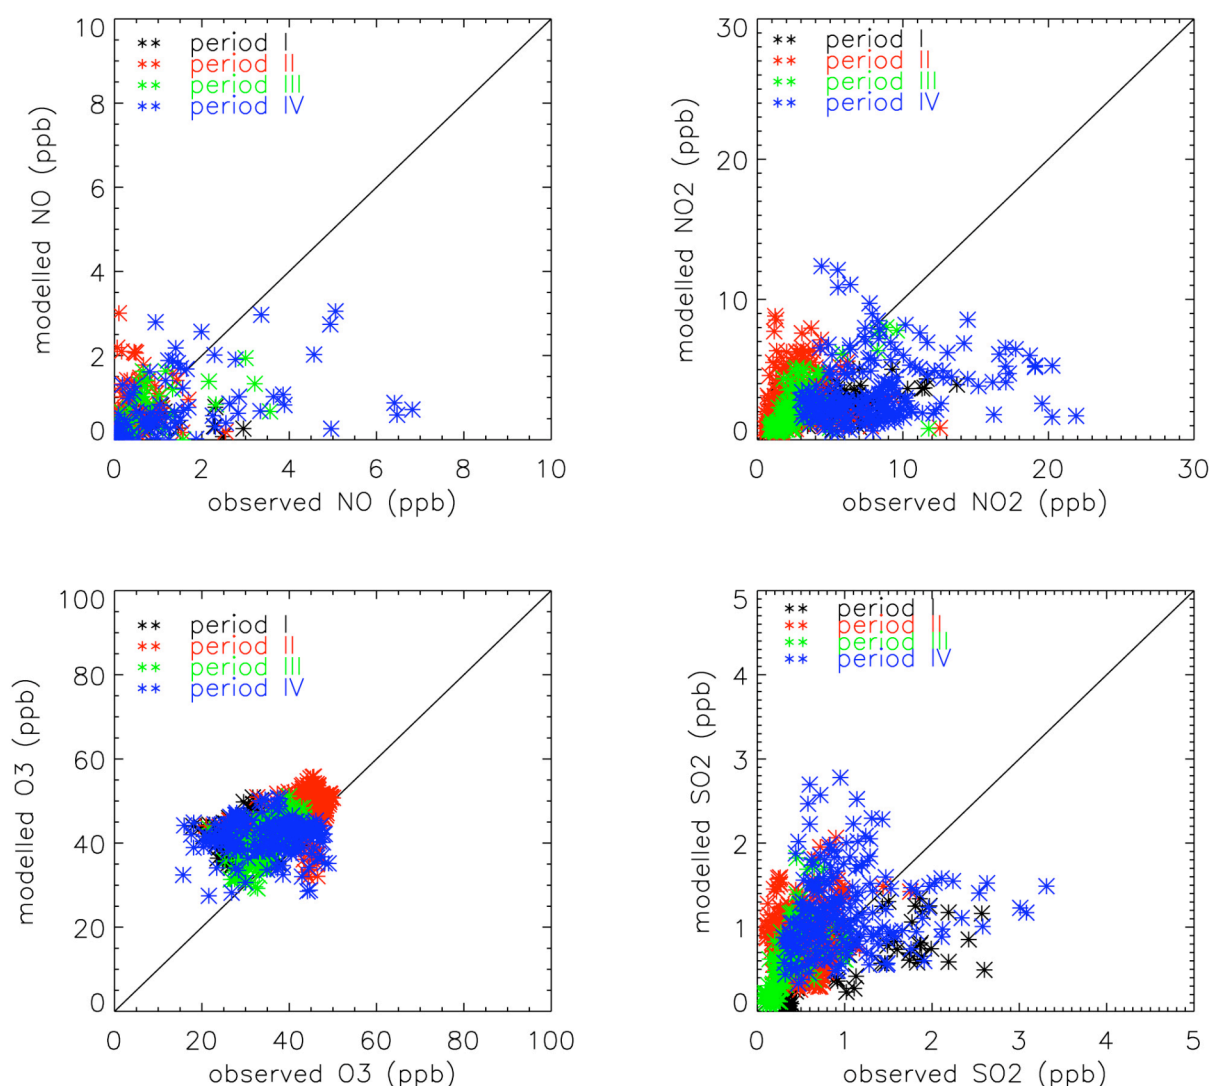 10
8
6
4
2
0
modelled NO (ppb)
** period I
** period II
** period III
** period IV
0 2 4 6 8 10
observed NO (ppb)
30
20
10
0
modelled NO2 (ppb)
** period I
** period II
** period III
** period IV
0 10 20 30
observed NO2 (ppb)
100
80
60
40
20
0
modelled O3 (ppb)
** period I
** period II
** period III
** period IV
0 20 40 60 80 100
observed O3 (ppb)
5
4
3
2
1
0
modelled SO2 (ppb)
** period I
** period II
** period III
** period IV
0 1 2 3 4 5
observed SO2 (ppb)